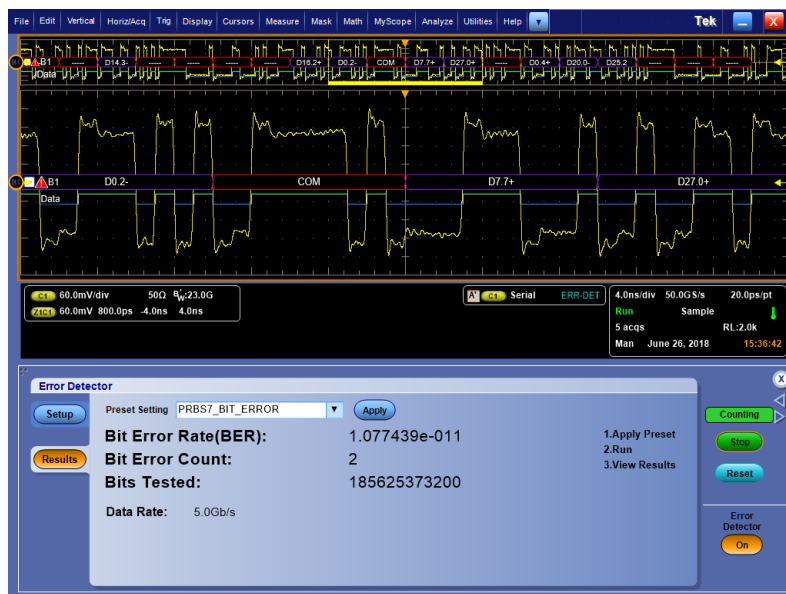 File Edit Vertical Horiz/Acq Trig Display Cursors Measure Mask Math MyScope Analyze Utilities Help Tek X
B1 B1 ----- D14.3- ----- ----- ----- ----- D16.2+ D0.2- COM D7.7+ D27.0+ ----- D0.4+ D20.0- D25.2 ----- ----- -----
Data
B1 B1 D0.2- COM D7.7+ D27.0+
Data
C1 60.0mV/div 50Ω BW:23.0G
Z1C1 60.0mV 800.0ps -4.0ns 4.0ns
A' C1 Serial ERR-DET
4.0ns/div 50.0GS/s 20.0ps/pt
Run Sample
5 acqs RL:2.0k
Man June 26, 2018 15:36:42
Error Detector
X
Setup
Preset Setting PRBS7_BIT_ERROR Apply
Counting
Bit Error Rate(BER): 1.077439e-011
1.Apply Preset
Stop
Results
Bit Error Count: 2
2.Run
3.View Results
Reset
Bits Tested: 185625373200
Data Rate: 5.0Gb/s
Error
Detector
On